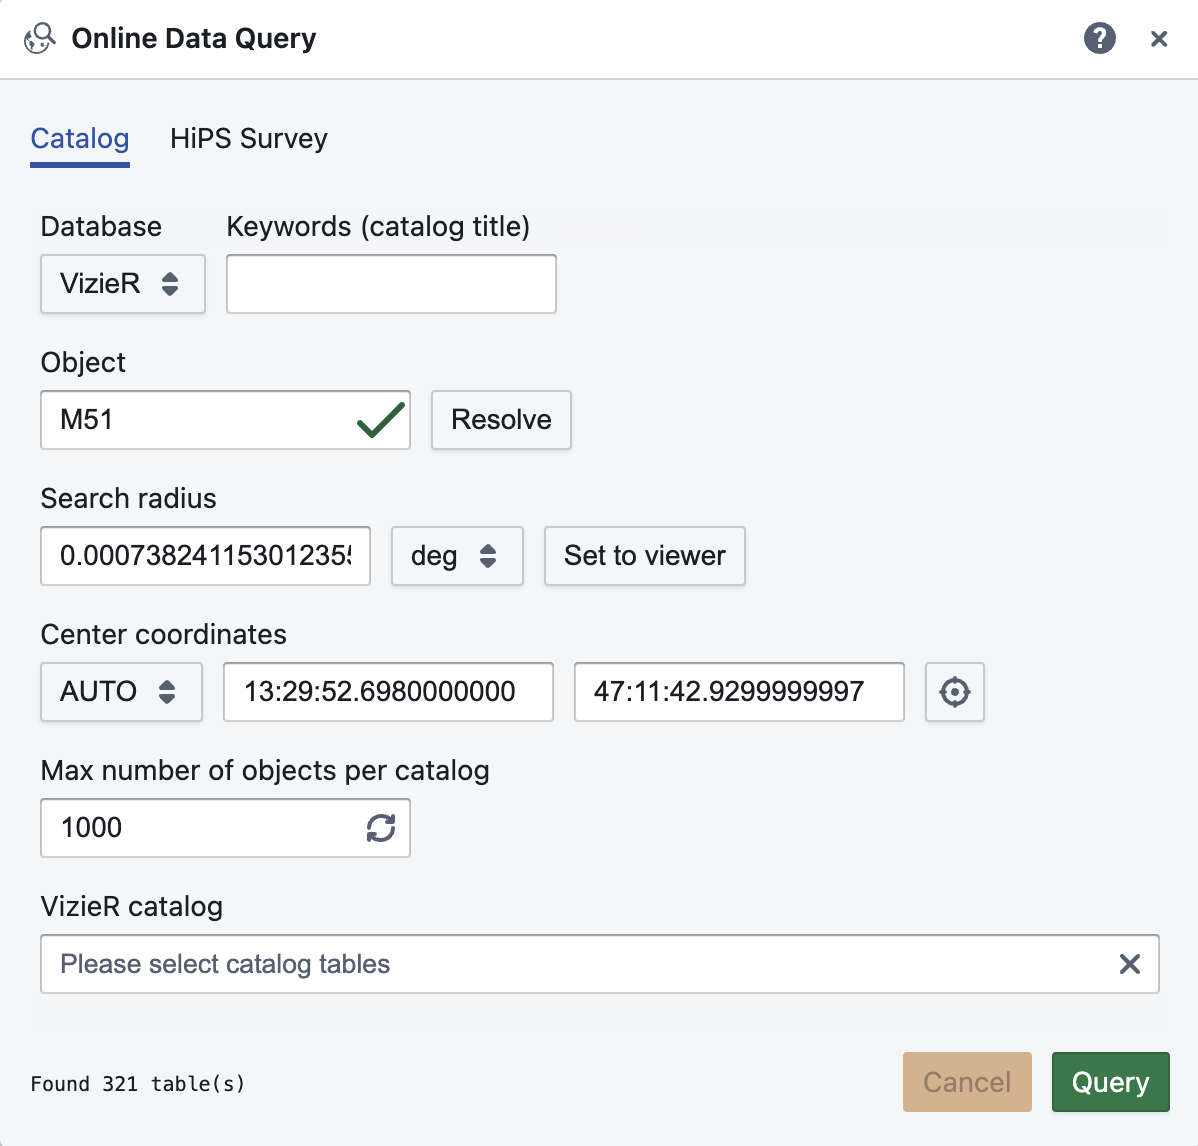 Online Data Query
Catalog HiPS Survey
Database Keywords (catalog title)
VizieR
Object
M51 Resolve
Search radius
0.00073824115301235 deg Set to viewer
Center coordinates
AUTO 13:29:52.6980000000 47:11:42.9299999997
Max number of objects per catalog
1000
VizieR catalog
Please select catalog tables
Found 321 table(s) Cancel Query